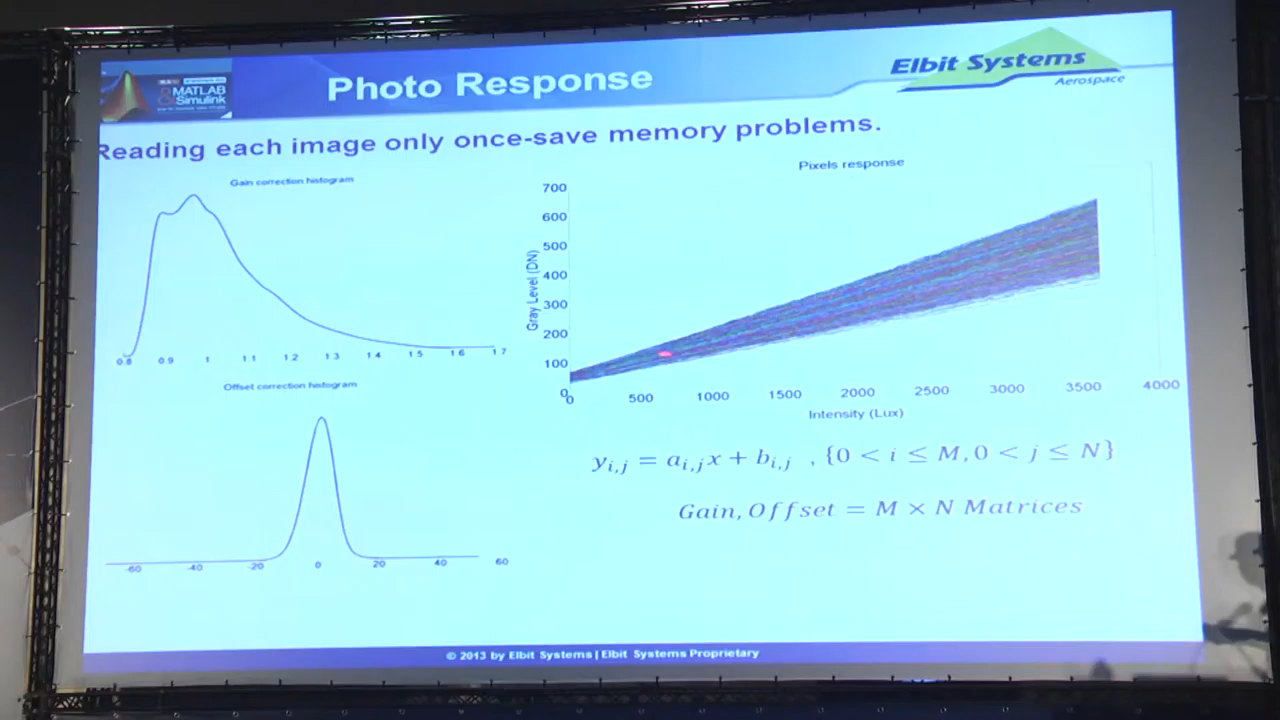 MATLAB
&Simulink
Photo Response
Elbit Systems
Aerospace
Reading each image only once-save memory problems.
Gain correction histogram
0.8 0.9 1 1.1 1.2 1.3 1.4 1.5 1.6 1.7
Offset correction histogram
-60 -40 -20 0 20 40 60
Pixels response
Gray Level (DN)
700
600
500
400
300
200
100
0
0 500 1000 1500 2000 2500 3000 3500 4000
Intensity (Lux)
y_{i,j} = a_{i,j}x + b_{i,j} , {0 < i ≤ M, 0 < j ≤ N}
Gain, Offset = M × N Matrices
© 2013 by Elbit Systems | Elbit Systems Proprietary